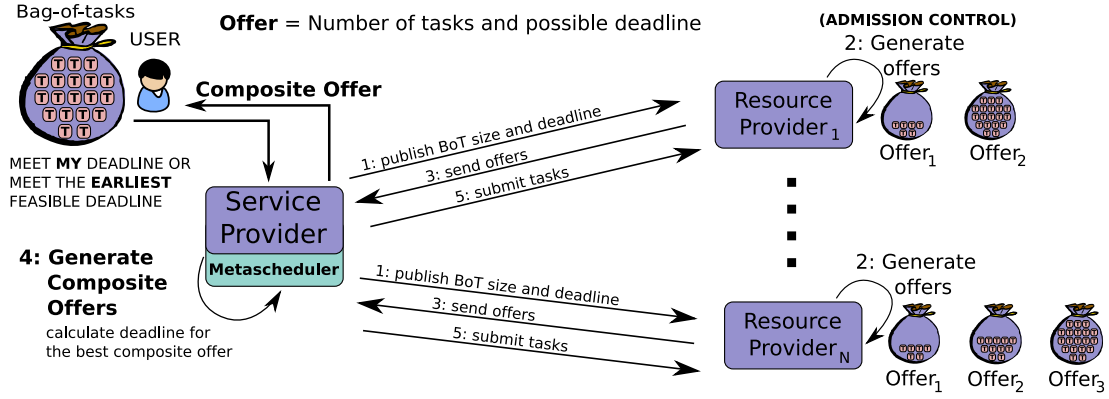 Bag-of-tasks
USER
Offer = Number of tasks and possible deadline
(ADMISSION CONTROL)
2: Generate
offers
Composite Offer
Resource
Provider1
Offer1
Offer2
T T T T
T T T T T
T T T T T
T T T T
T T
MEET MY DEADLINE OR
MEET THE EARLIEST
FEASIBLE DEADLINE
1: publish BoT size and deadline
3: send offers
5: submit tasks
Service
Provider
Metascheduler
4: Generate
Composite
Offers
calculate deadline for
the best composite offer
1: publish BoT size and deadline
3: send offers
5: submit tasks
2: Generate
offers
Resource
ProviderN
Offer1
Offer2
Offer3